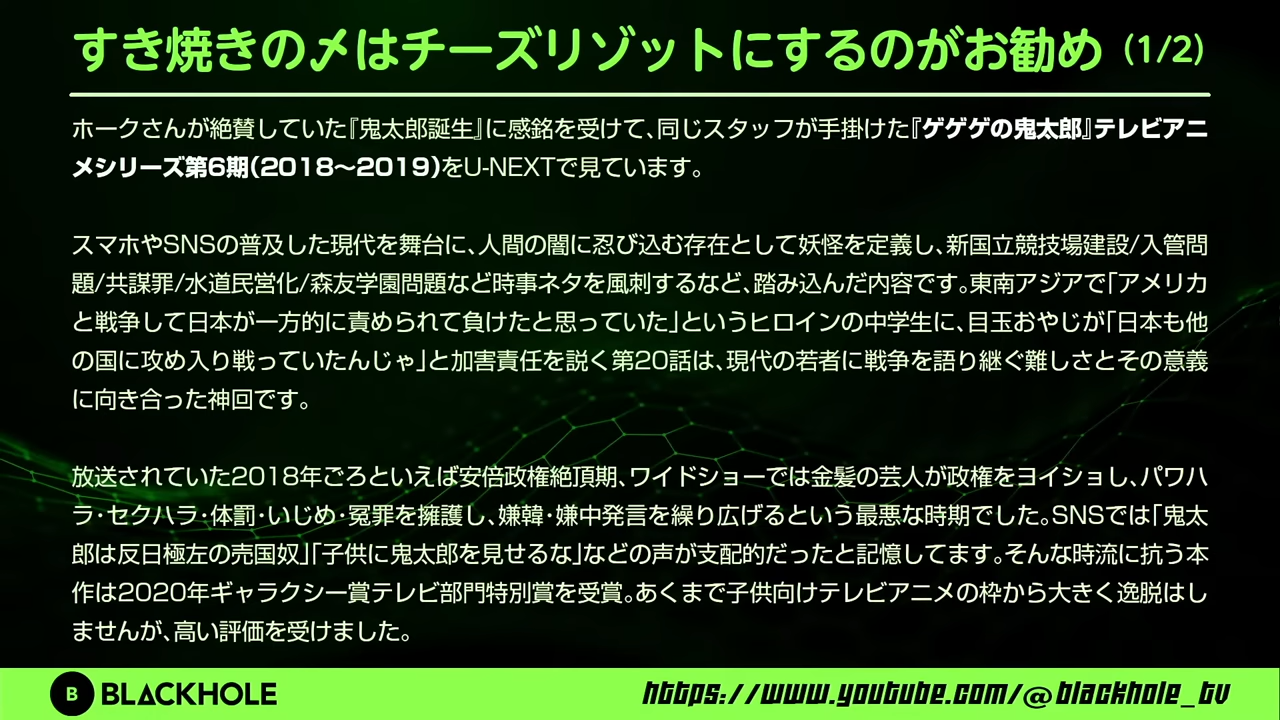 すき焼きの〆はチーズリゾットにするのがお勧め (1/2)
ホークさんが絶賛していた『鬼太郎誕生』に感銘を受けて、同じスタッフが手掛けた『ゲゲゲの鬼太郎』テレビアニ
メシリーズ第6期(2018〜2019)をU-NEXTで見ています。
スマホやSNSの普及した現代を舞台に、人間の闇に忍び込む存在として妖怪を定義し、新国立競技場建設/入管問
題/共謀罪/水道民営化/森友学園問題など時事ネタを風刺するなど、踏み込んだ内容です。東南アジアで「アメリカ
と戦争して日本が一方的に責められて負けたと思っていた」というヒロインの中学生に、目玉おやじが「日本も他
の国に攻め入り戦っていたんじゃ」と加害責任を説く第20話は、現代の若者に戦争を語り継ぐ難しさとその意義
に向き合った神回です。
放送されていた2018年ごろといえば安倍政権絶頂期、ワイドショーでは金髪の芸人が政権をヨイショし、パワハ
ラ・セクハラ・体罰・いじめ・冤罪を擁護し、嫌韓・嫌中発言を繰り広げるという最悪な時期でした。SNSでは「鬼太
郎は反日極左の売国奴」「子供に鬼太郎を見せるな」などの声が支配的だったと記憶してます。そんな時流に抗う本
作は2020年ギャラクシー賞テレビ部門特別賞を受賞。あくまで子供向けテレビアニメの枠から大きく逸脱はし
ませんが、高い評価を受けました。
B BLACKHOLE
https://www.youtube.com/@blackhole_tv